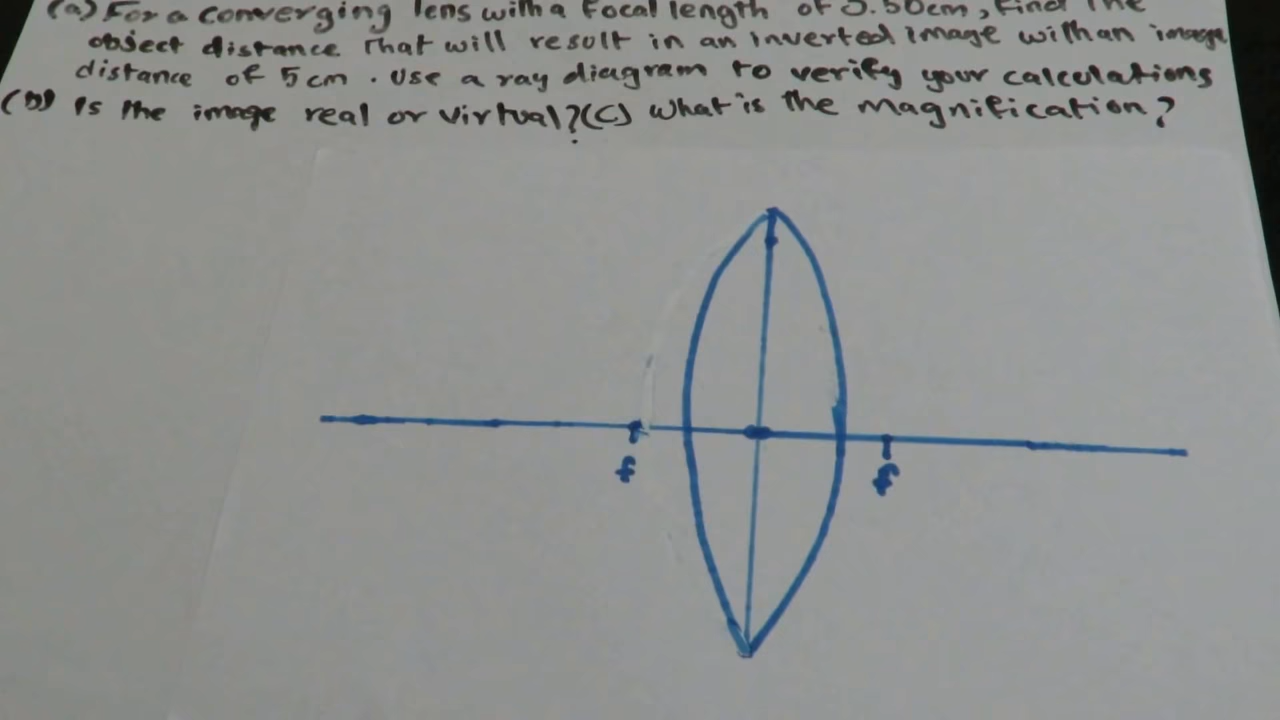 (a) For a converging lens with a focal length of 3.50cm, find the
object distance that will result in an inverted image with an image
distance of 5cm. Use a ray diagram to verify your calculations
(b) Is the image real or virtual? (c) What is the magnification?
f
f